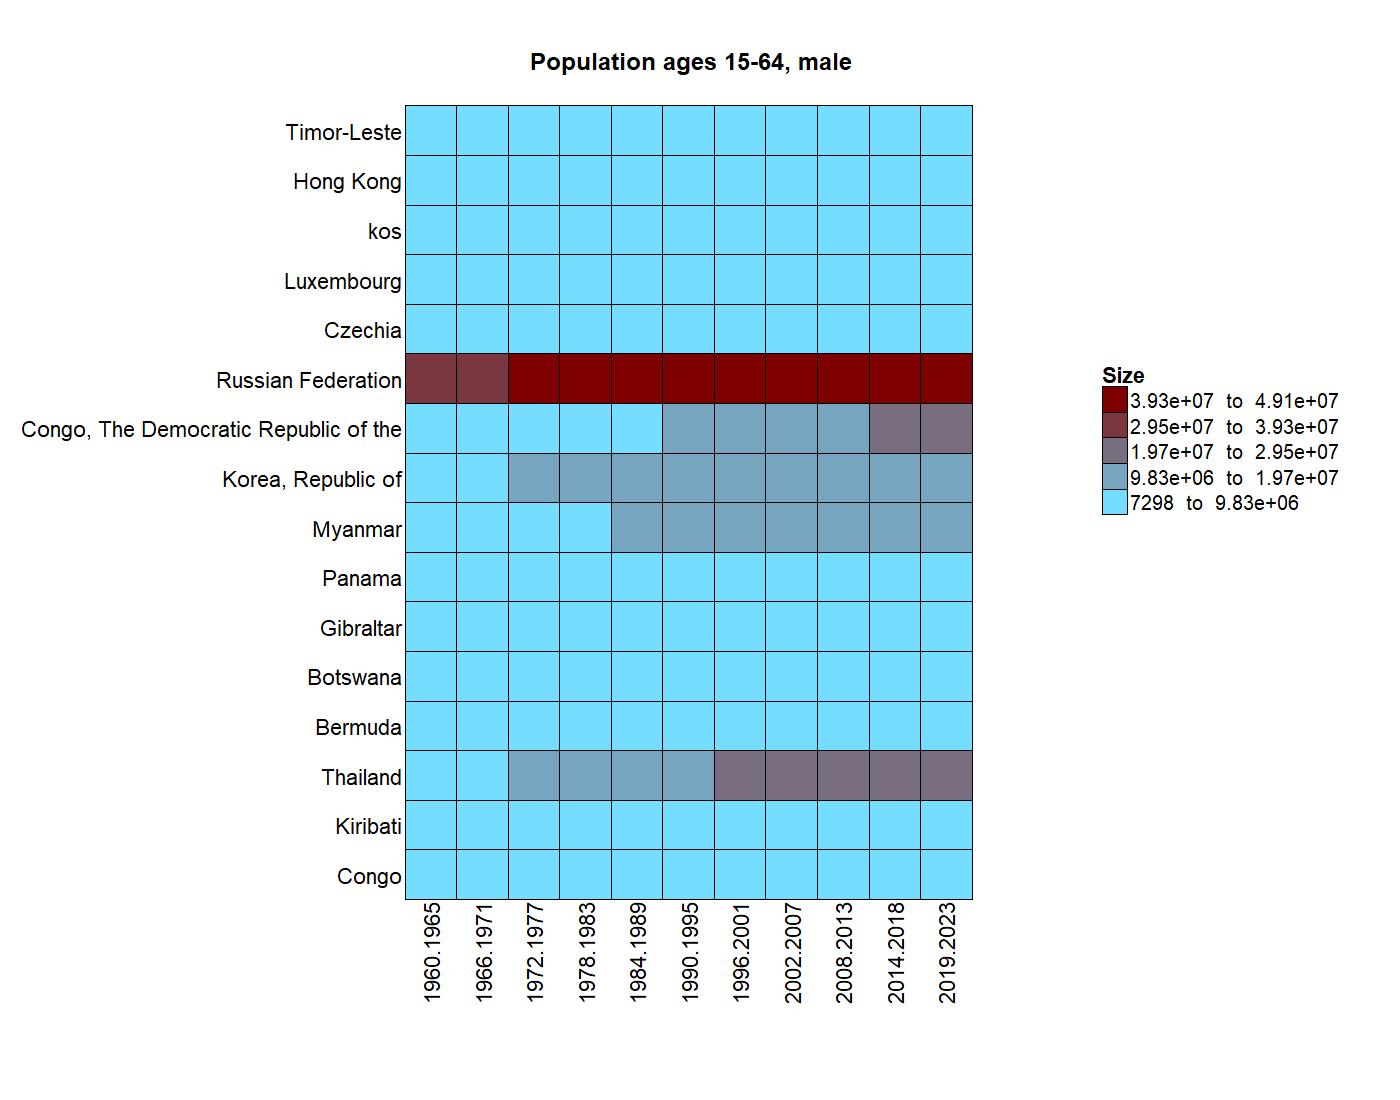 Population ages 15-64, male
Timor-Leste
Hong Kong
kos
Luxembourg
Czechia
Russian Federation
Congo, The Democratic Republic of the
Korea, Republic of
Myanmar
Panama
Gibraltar
Botswana
Bermuda
Thailand
Kiribati
Congo
1960.1965
1966.1971
1972.1977
1978.1983
1984.1989
1990.1995
1996.2001
2002.2007
2008.2013
2014.2018
2019.2023
Size
3.93e+07 to 4.91e+07
2.95e+07 to 3.93e+07
1.97e+07 to 2.95e+07
9.83e+06 to 1.97e+07
7298 to 9.83e+06